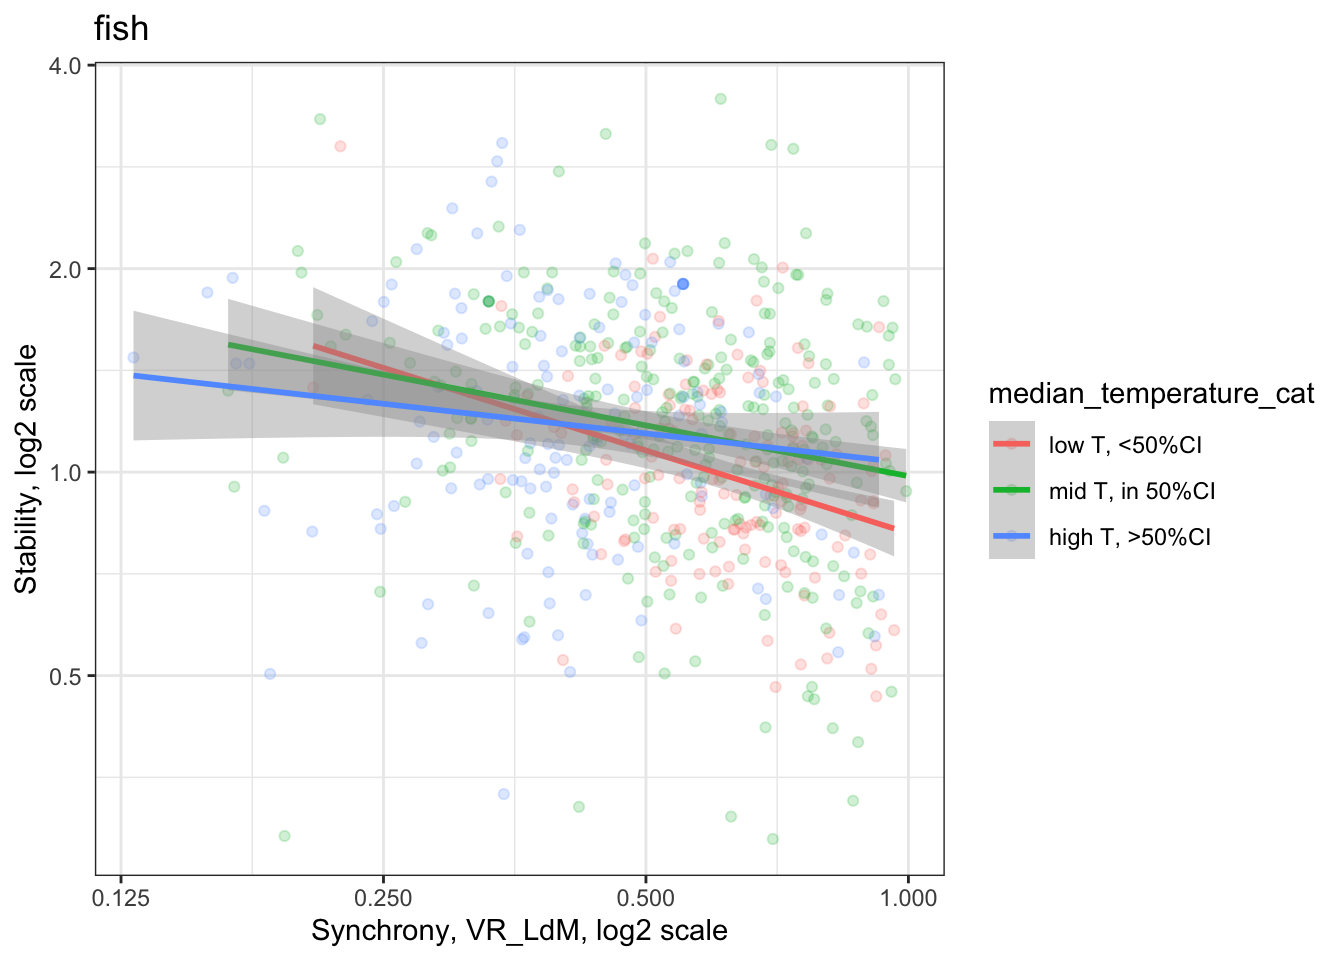 fish
4.0
2.0
1.0
0.5
Stability, log2 scale
0.125
0.250
0.500
1.000
Synchrony, VR_LdM, log2 scale
median_temperature_cat
low T, <50%CI
mid T, in 50%CI
high T, >50%CI